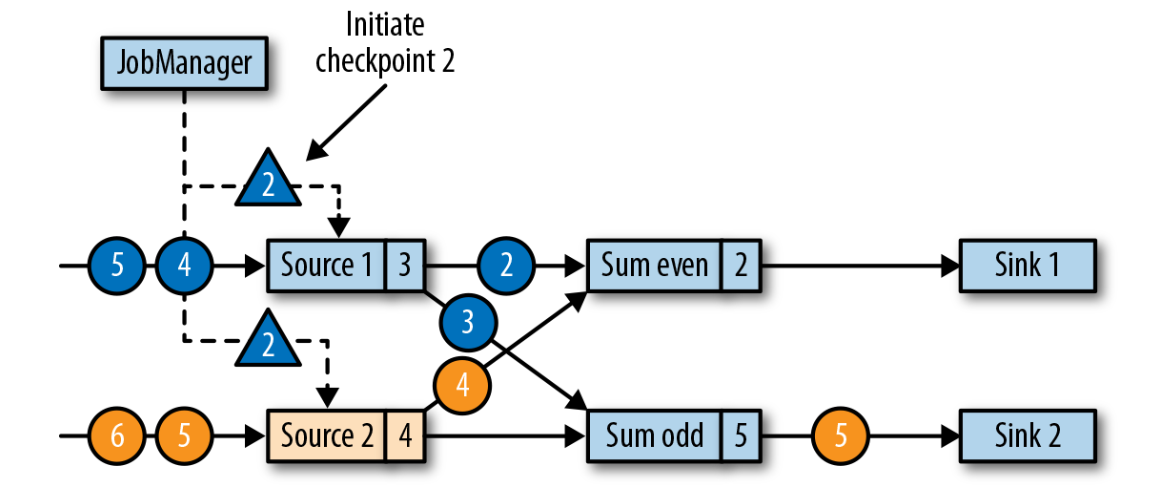 Initiate
checkpoint 2
JobManager
2
5 4 Source 1 3 2 Sum even 2 Sink 1
3
2
4
6 5 Source 2 4 Sum odd 5 5 Sink 2